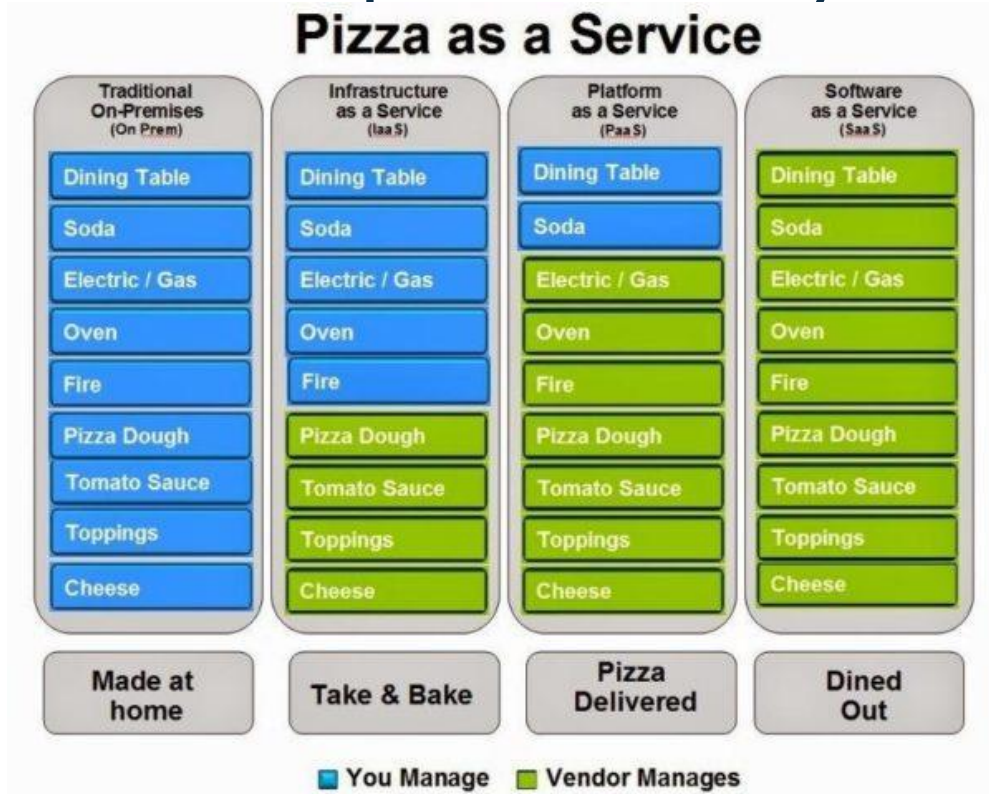 Pizza as a Service
Traditional
On-Premises
(On Prem)
Dining Table
Soda
Electric / Gas
Oven
Fire
Pizza Dough
Tomato Sauce
Toppings
Cheese
Made at
home
Infrastructure
as a Service
(IaaS)
Dining Table
Soda
Electric / Gas
Oven
Fire
Pizza Dough
Tomato Sauce
Toppings
Cheese
Take & Bake
Platform
as a Service
(PaaS)
Dining Table
Soda
Electric / Gas
Oven
Fire
Pizza Dough
Tomato Sauce
Toppings
Cheese
Pizza
Delivered
Software
as a Service
(SaaS)
Dining Table
Soda
Electric / Gas
Oven
Fire
Pizza Dough
Tomato Sauce
Toppings
Cheese
Dined
Out
You Manage
Vendor Manages